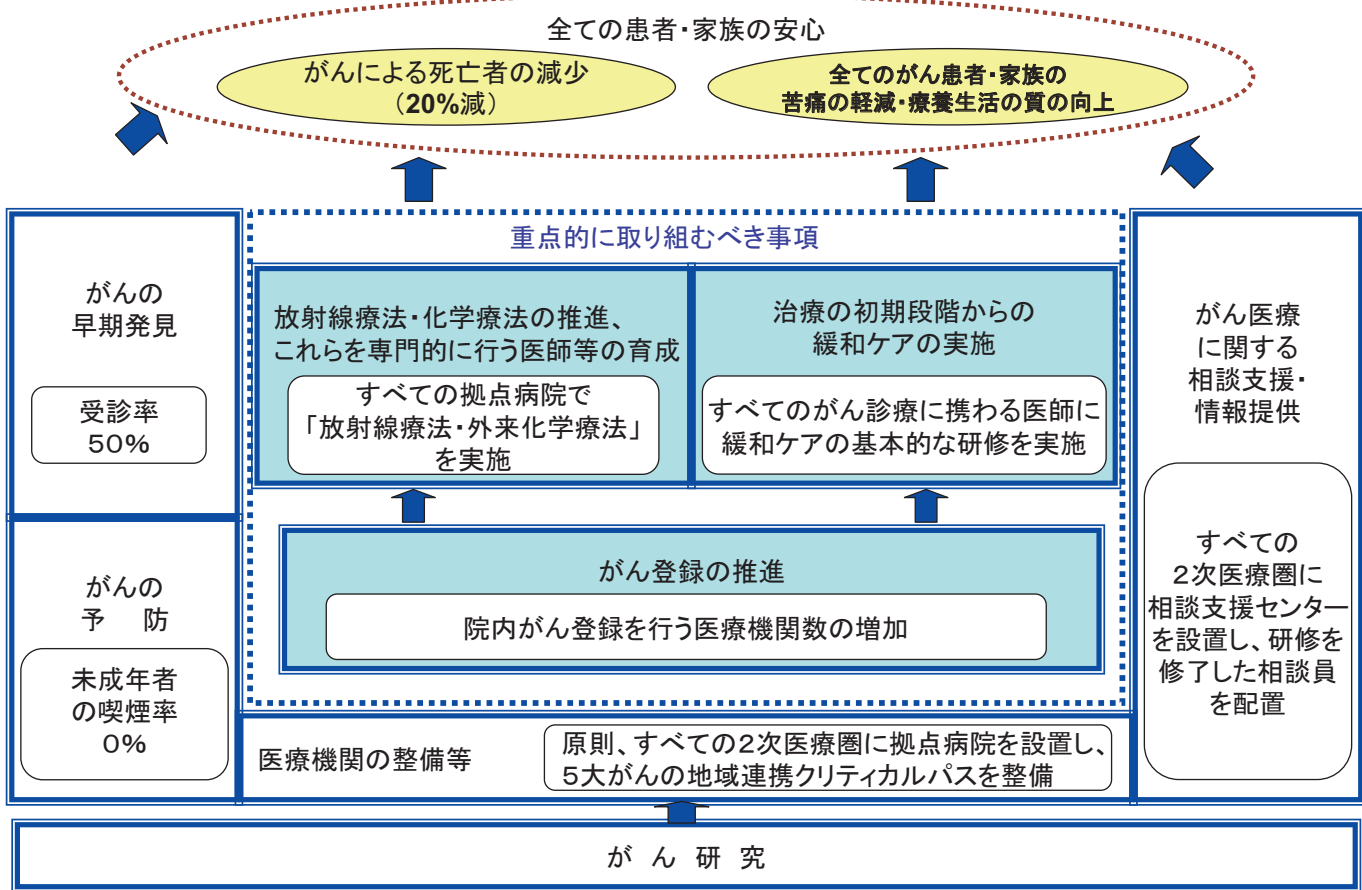 全ての患者・家族の安心
がんによる死亡者の減少
（20%減）
全てのがん患者・家族の
苦痛の軽減・療養生活の質の向上
重点的に取り組むべき事項
がんの
早期発見
受診率
５０％
がんの
予　防
未成年者
の喫煙率
０％
放射線療法・化学療法の推進、
これらを専門的に行う医師等の育成
すべての拠点病院で
「放射線療法・外来化学療法」
を実施
治療の初期段階からの
緩和ケアの実施
すべてのがん診療に携わる医師に
緩和ケアの基本的な研修を実施
がん登録の推進
院内がん登録を行う医療機関数の増加
医療機関の整備等
原則、すべての２次医療圏に拠点病院を設置し、
５大がんの地域連携クリティカルパスを整備
がん医療
に関する
相談支援・
情報提供
すべての
２次医療圏に
相談支援センター
を設置し、研修を
修了した相談員
を配置
が ん 研 究